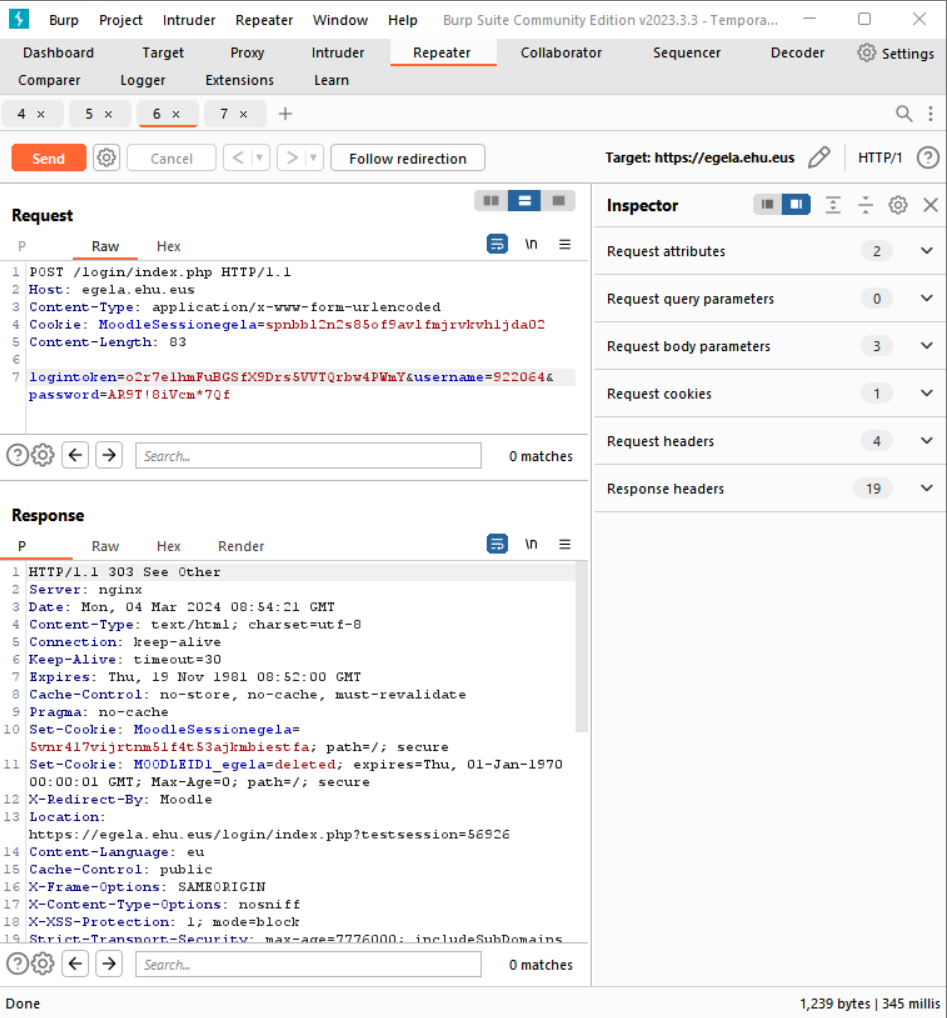 Burp Project Intruder Repeater Window Help Burp Suite Community Edition v2023.3.3 - Tempora...
Dashboard Target Proxy Intruder Repeater Collaborator Sequencer Decoder Settings
Comparer Logger Extensions Learn
4 × 5 × 6 × 7 × +
Send Cancel < > Follow redirection Target: https://egela.ehu.eus HTTP/1 ?
Request
P Raw Hex \n
1 POST /login/index.php HTTP/1.1
2 Host: egela.ehu.eus
3 Content-Type: application/x-www-form-urlencoded
4 Cookie: MoodleSessionegela=spnbbl2n2s85of9avlfmjrvkvhljda02
5 Content-Length: 83
6
7 logintoken=o2r7elhmFuBGSfX9Drs5VVTQrbw4PWmY&username=922064&
password=AR9T!8iVcm*7Qf
? Search... 0 matches
Response
P Raw Hex Render \n
1 HTTP/1.1 303 See Other
2 Server: nginx
3 Date: Mon, 04 Mar 2024 08:54:21 GMT
4 Content-Type: text/html; charset=utf-8
5 Connection: keep-alive
6 Keep-Alive: timeout=30
7 Expires: Thu, 19 Nov 1981 08:52:00 GMT
8 Cache-Control: no-store, no-cache, must-revalidate
9 Pragma: no-cache
10 Set-Cookie: MoodleSessionegela=
5vnr4l7vijrtnm5lf4t53ajkmbiestfa; path=/; secure
11 Set-Cookie: MOODLEID1_egela=deleted; expires=Thu, 01-Jan-1970
00:00:01 GMT; Max-Age=0; path=/; secure
12 X-Redirect-By: Moodle
13 Location:
https://egela.ehu.eus/login/index.php?testsession=56926
14 Content-Language: eu
15 Cache-Control: public
16 X-Frame-Options: SAMEORIGIN
17 X-Content-Type-Options: nosniff
18 X-XSS-Protection: 1; mode=block
19 Strict-Transport-Security: max-age=7776000; includeSubDomains
? Search... 0 matches
Inspector
Request attributes 2
Request query parameters 0
Request body parameters 3
Request cookies 1
Request headers 4
Response headers 19
Done 1,239 bytes | 345 millis